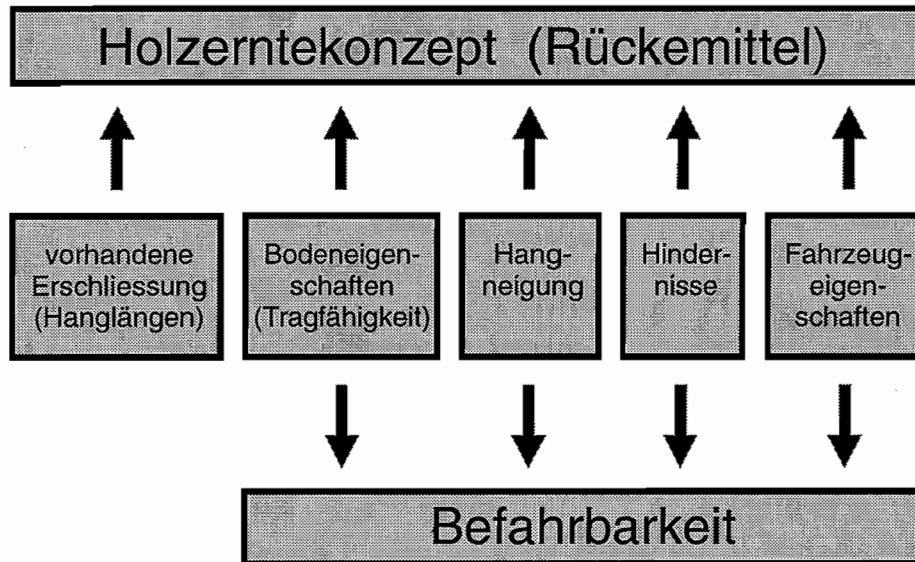 Holzerntekonzept (Rückemittel)
vorhandene
Erschliessung
(Hanglängen)
Bodeneigen-
schaften
(Tragfähigkeit)
Hang-
neigung
Hinder-
nisse
Fahrzeug-
eigen-
schaften
Befahrbarkeit